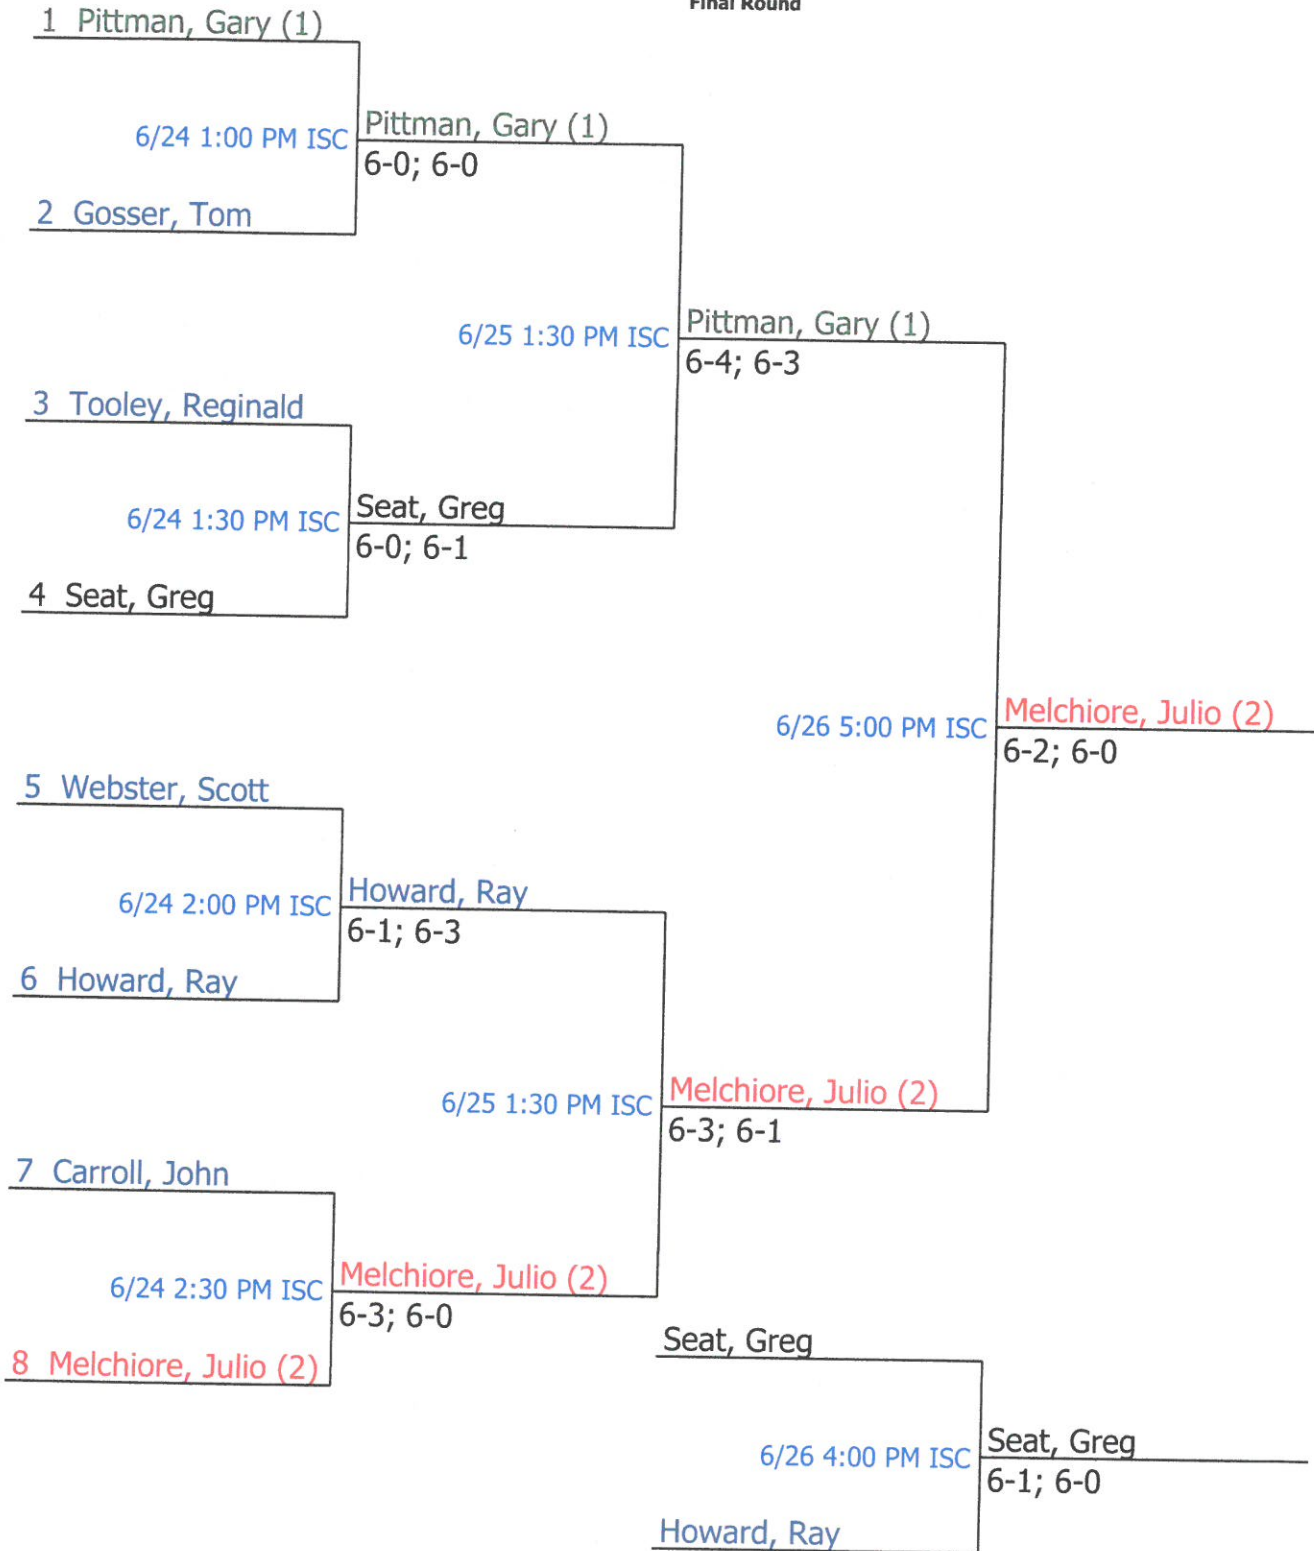 Final Round
1 Pittman, Gary (1)
6/24 1:00 PM ISC
Pittman, Gary (1)
6-0; 6-0
2 Gosser, Tom
6/25 1:30 PM ISC
Pittman, Gary (1)
6-4; 6-3
3 Tooley, Reginald
6/24 1:30 PM ISC
Seat, Greg
6-0; 6-1
4 Seat, Greg
6/26 5:00 PM ISC
Melchiore, Julio (2)
6-2; 6-0
5 Webster, Scott
6/24 2:00 PM ISC
Howard, Ray
6-1; 6-3
6 Howard, Ray
6/25 1:30 PM ISC
Melchiore, Julio (2)
6-3; 6-1
7 Carroll, John
6/24 2:30 PM ISC
Melchiore, Julio (2)
6-3; 6-0
8 Melchiore, Julio (2)
Seat, Greg
6/26 4:00 PM ISC
Seat, Greg
6-1; 6-0
Howard, Ray